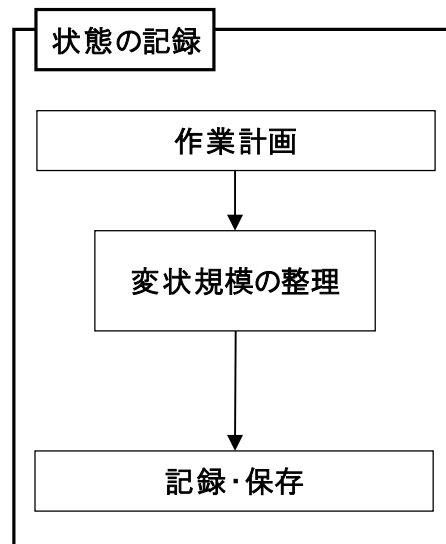 状態の記録
作業計画
変状規模の整理
記録・保存